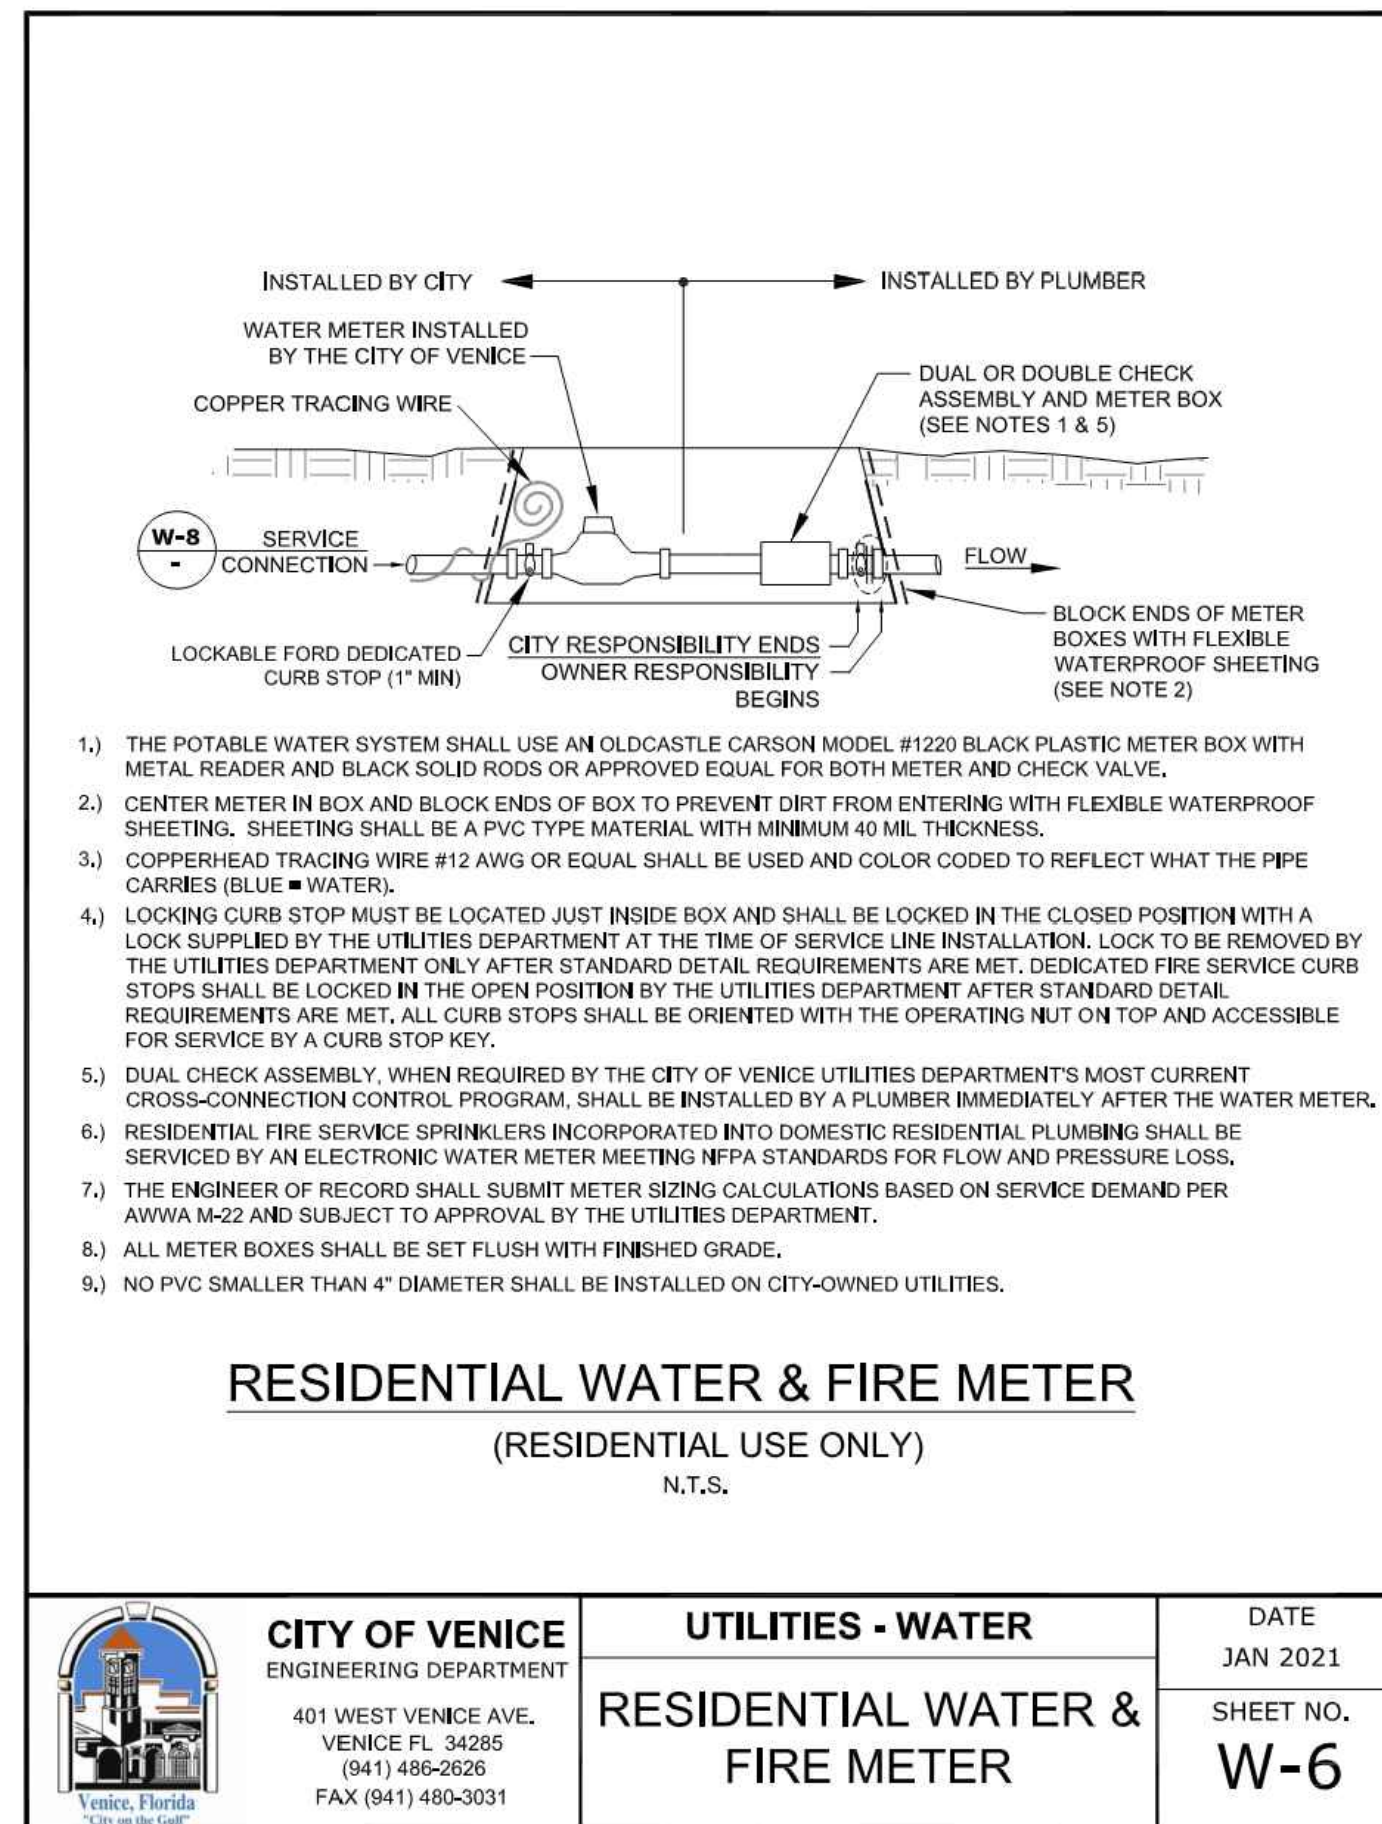 INSTALLED BY CITY
INSTALLED BY PLUMBER
WATER METER INSTALLED
BY THE CITY OF VENICE
COPPER TRACING WIRE
DUAL OR DOUBLE CHECK
ASSEMBLY AND METER BOX
(SEE NOTES 1 & 5)
W-8
-
SERVICE
CONNECTION
FLOW
LOCKABLE FORD DEDICATED
CURB STOP (1" MIN)
CITY RESPONSIBILITY ENDS
OWNER RESPONSIBILITY
BEGINS
BLOCK ENDS OF METER
BOXES WITH FLEXIBLE
WATERPROOF SHEETING
(SEE NOTE 2)
1.) THE POTABLE WATER SYSTEM SHALL USE AN OLDCASTLE CARSON MODEL #1220 BLACK PLASTIC METER BOX WITH
METAL READER AND BLACK SOLID RODS OR APPROVED EQUAL FOR BOTH METER AND CHECK VALVE.
2.) CENTER METER IN BOX AND BLOCK ENDS OF BOX TO PREVENT DIRT FROM ENTERING WITH FLEXIBLE WATERPROOF
SHEETING. SHEETING SHALL BE A PVC TYPE MATERIAL WITH MINIMUM 40 MIL THICKNESS.
3.) COPPERHEAD TRACING WIRE #12 AWG OR EQUAL SHALL BE USED AND COLOR CODED TO REFLECT WHAT THE PIPE
CARRIES (BLUE = WATER).
4.) LOCKING CURB STOP MUST BE LOCATED JUST INSIDE BOX AND SHALL BE LOCKED IN THE CLOSED POSITION WITH A
LOCK SUPPLIED BY THE UTILITIES DEPARTMENT AT THE TIME OF SERVICE LINE INSTALLATION. LOCK TO BE REMOVED BY
THE UTILITIES DEPARTMENT ONLY AFTER STANDARD DETAIL REQUIREMENTS ARE MET. DEDICATED FIRE SERVICE CURB
STOPS SHALL BE LOCKED IN THE OPEN POSITION BY THE UTILITIES DEPARTMENT AFTER STANDARD DETAIL
REQUIREMENTS ARE MET. ALL CURB STOPS SHALL BE ORIENTED WITH THE OPERATING NUT ON TOP AND ACCESSIBLE
FOR SERVICE BY A CURB STOP KEY.
5.) DUAL CHECK ASSEMBLY, WHEN REQUIRED BY THE CITY OF VENICE UTILITIES DEPARTMENT'S MOST CURRENT
CROSS-CONNECTION CONTROL PROGRAM, SHALL BE INSTALLED BY A PLUMBER IMMEDIATELY AFTER THE WATER METER.
6.) RESIDENTIAL FIRE SERVICE SPRINKLERS INCORPORATED INTO DOMESTIC RESIDENTIAL PLUMBING SHALL BE
SERVICED BY AN ELECTRONIC WATER METER MEETING NFPA STANDARDS FOR FLOW AND PRESSURE LOSS.
7.) THE ENGINEER OF RECORD SHALL SUBMIT METER SIZING CALCULATIONS BASED ON SERVICE DEMAND PER
AWWA M-22 AND SUBJECT TO APPROVAL BY THE UTILITIES DEPARTMENT.
8.) ALL METER BOXES SHALL BE SET FLUSH WITH FINISHED GRADE.
9.) NO PVC SMALLER THAN 4" DIAMETER SHALL BE INSTALLED ON CITY-OWNED UTILITIES.
RESIDENTIAL WATER & FIRE METER
(RESIDENTIAL USE ONLY)
N.T.S.
Venice, Florida
"City on the Gulf"
CITY OF VENICE
ENGINEERING DEPARTMENT
401 WEST VENICE AVE.
VENICE FL 34285
(941) 486-2626
FAX (941) 480-3031
UTILITIES - WATER
RESIDENTIAL WATER &
FIRE METER
DATE
JAN 2021
SHEET NO.
W-6